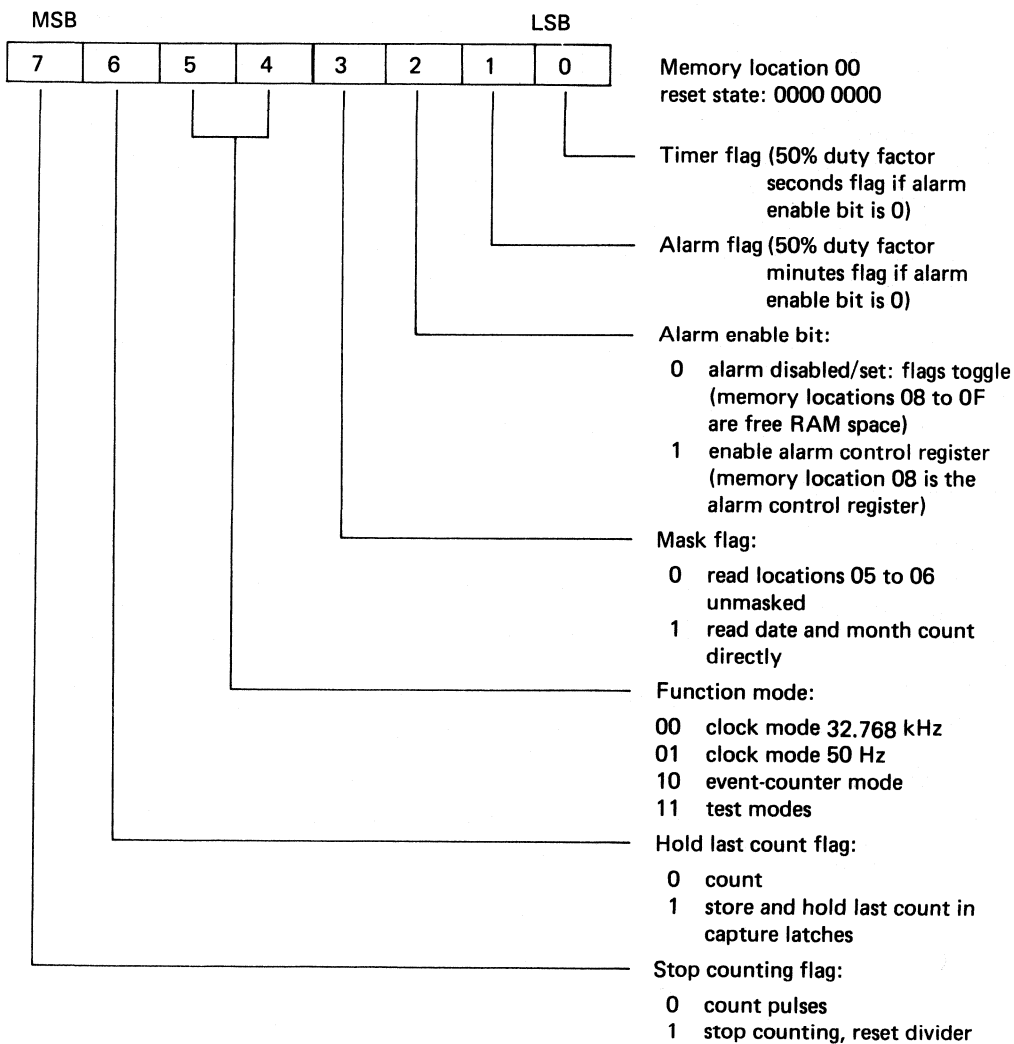 MSB LSB
7 6 5 4 3 2 1 0
Memory location 00
reset state: 0000 0000
Timer flag (50% duty factor
seconds flag if alarm
enable bit is 0)
Alarm flag (50% duty factor
minutes flag if alarm
enable bit is 0)
Alarm enable bit:
0 alarm disabled/set: flags toggle
(memory locations 08 to 0F
are free RAM space)
1 enable alarm control register
(memory location 08 is the
alarm control register)
Mask flag:
0 read locations 05 to 06
unmasked
1 read date and month count
directly
Function mode:
00 clock mode 32.768 kHz
01 clock mode 50 Hz
10 event-counter mode
11 test modes
Hold last count flag:
0 count
1 store and hold last count in
capture latches
Stop counting flag:
0 count pulses
1 stop counting, reset divider